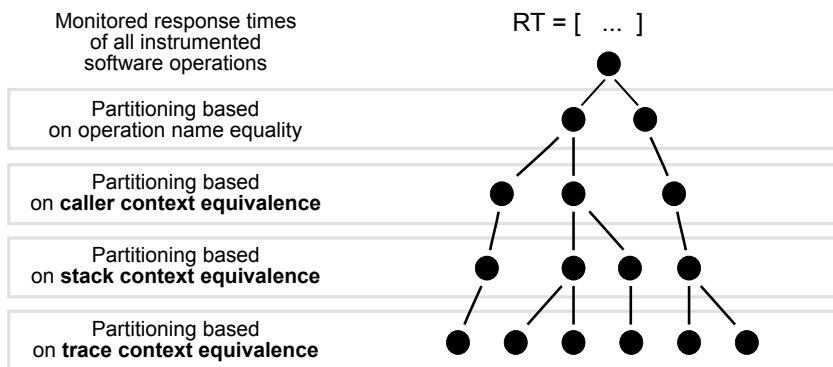 Monitored response times
of all instrumented
software operations
RT = [ ... ]
Partitioning based
on operation name equality
Partitioning based
on caller context equivalence
Partitioning based
on stack context equivalence
Partitioning based
on trace context equivalence